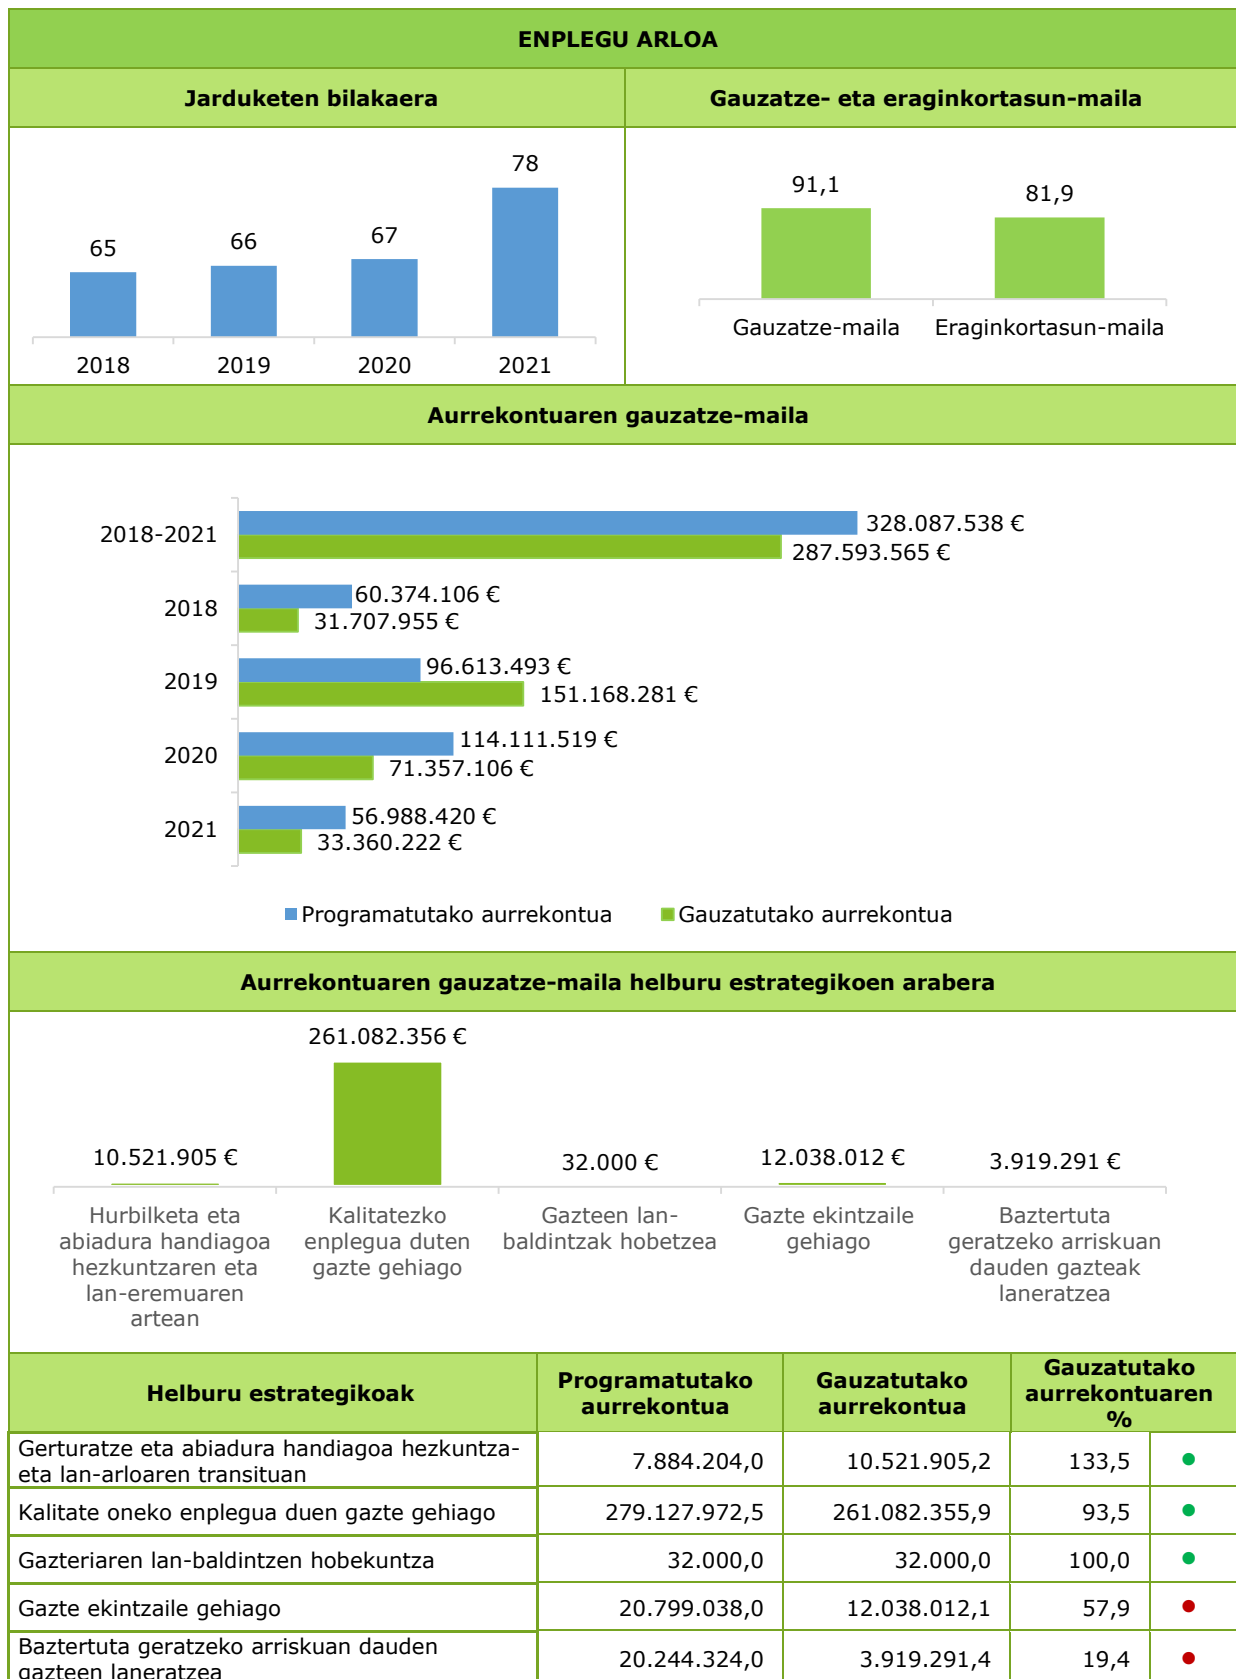 ENPLEGU ARLOA
Jarduketen bilakaera
Gauzatze- eta eraginkortasun-maila
65
66
67
78
2018
2019
2020
2021
91,1
81,9
Gauzatze-maila
Eraginkortasun-maila
Aurrekontuaren gauzatze-maila
2018-2021
328.087.538 €
287.593.565 €
2018
60.374.106 €
31.707.955 €
2019
96.613.493 €
151.168.281 €
2020
114.111.519 €
71.357.106 €
2021
56.988.420 €
33.360.222 €
Programatutako aurrekontua
Gauzatutako aurrekontua
Aurrekontuaren gauzatze-maila helburu estrategikoen arabera
10.521.905 €
261.082.356 €
32.000 €
12.038.012 €
3.919.291 €
Hurbilketa eta
abiadura handiagoa
hezkuntzaren eta
lan-eremuaren
artean
Kalitatezko
enplegua duten
gazte gehiago
Gazteen lan-
baldintzak hobetzea
Gazte ekintzaile
gehiago
Baztertuta
geratzeko arriskuan
dauden gazteak
laneratzea
Helburu estrategikoak
Programatutako
aurrekontua
Gauzatutako
aurrekontua
Gauzatutako
aurrekontuaren
%
Gerturatze eta abiadura handiagoa hezkuntza-
eta lan-arloaren transituan
7.884.204,0
10.521.905,2
133,5
Kalitate oneko enplegua duen gazte gehiago
279.127.972,5
261.082.355,9
93,5
Gazteriaren lan-baldintzen hobekuntza
32.000,0
32.000,0
100,0
Gazte ekintzaile gehiago
20.799.038,0
12.038.012,1
57,9
Baztertuta geratzeko arriskuan dauden
gazteen laneratzea
20.244.324,0
3.919.291,4
19,4